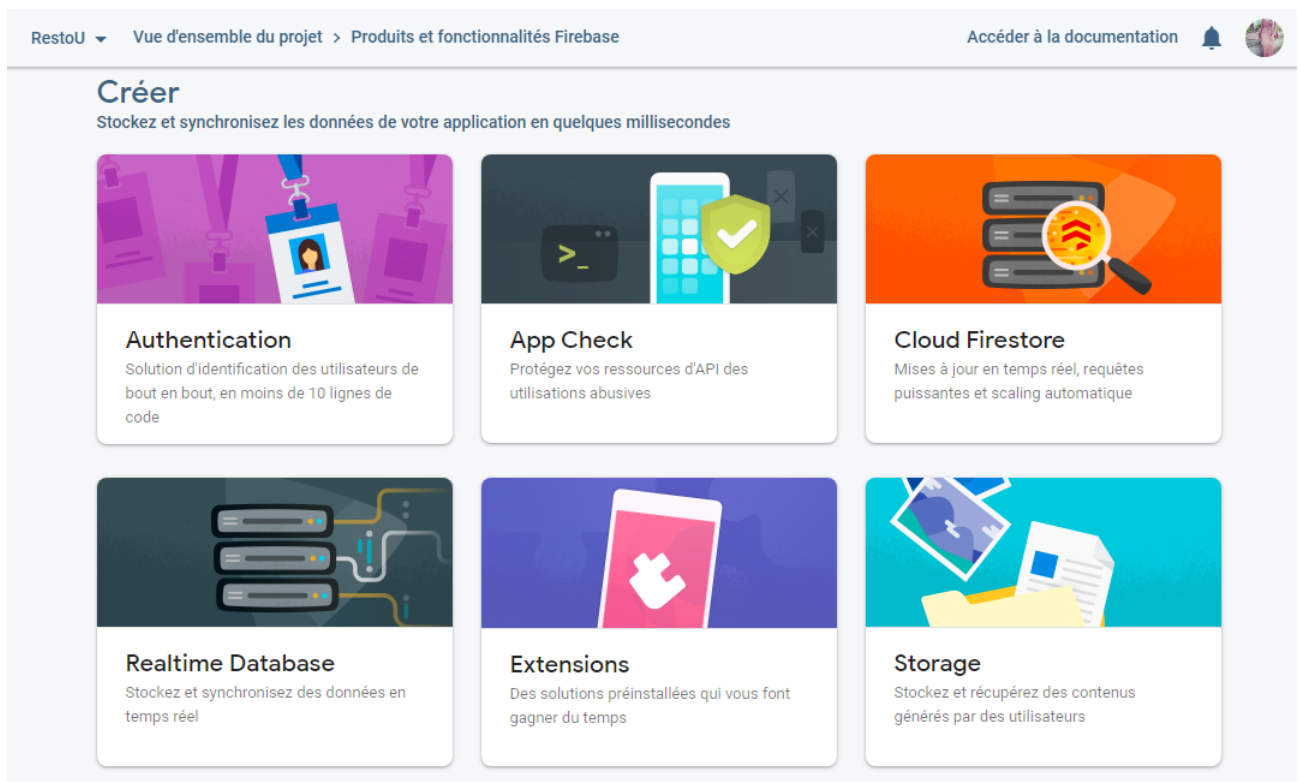 RestoU Vue d'ensemble du projet > Produits et fonctionnalités Firebase Accéder à la documentation
Créer
Stockez et synchronisez les données de votre application en quelques millisecondes
Authentication
Solution d'identification des utilisateurs de
bout en bout, en moins de 10 lignes de
code
App Check
Protégez vos ressources d'API des
utilisations abusives
Cloud Firestore
Mises à jour en temps réel, requêtes
puissantes et scaling automatique
Realtime Database
Stockez et synchronisez des données en
temps réel
Extensions
Des solutions préinstallées qui vous font
gagner du temps
Storage
Stockez et récupérez des contenus
générés par des utilisateurs